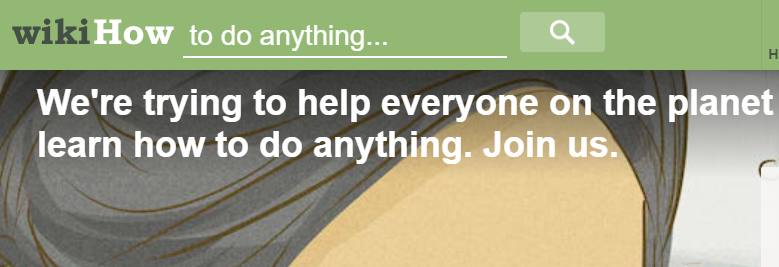 wikiHow to do anything...
H
We're trying to help everyone on the planet
learn how to do anything. Join us.